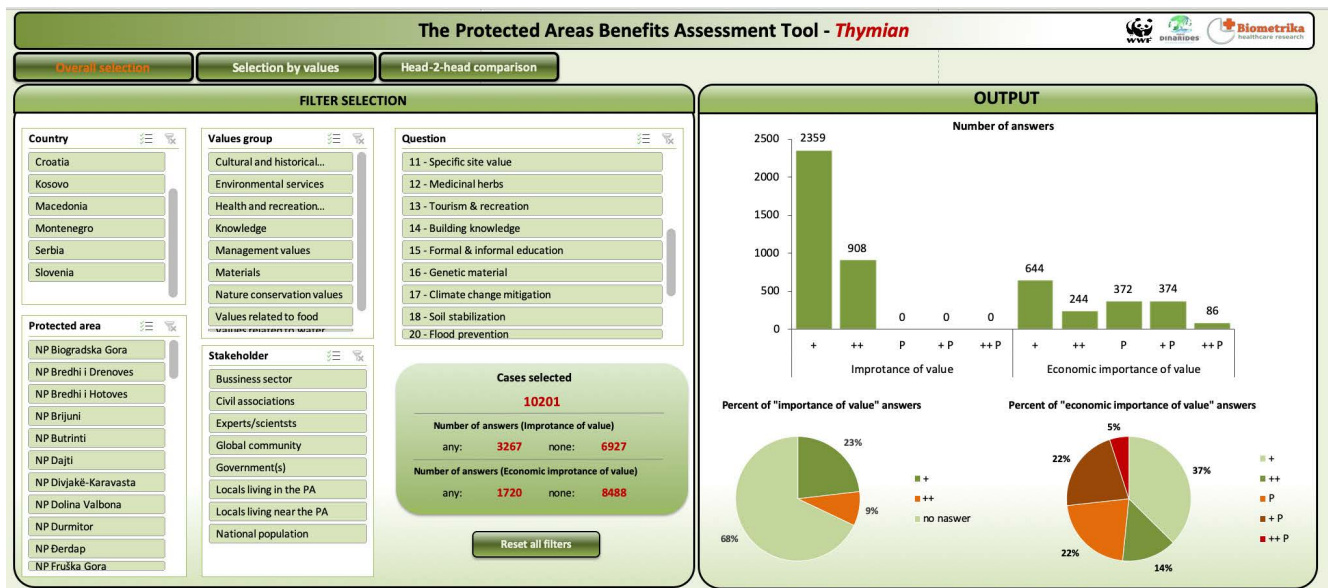 The Protected Areas Benefits Assessment Tool - Thymian
WWF
DINARIDES
Biometrika
healthcare research
Overall selection
Selection by values
Head-2-head comparison
FILTER SELECTION
Country
Croatia
Kosovo
Macedonia
Montenegro
Serbia
Slovenia
Protected area
NP Biogradska Gora
NP Bredhi i Drenoves
NP Bredhi i Hotoves
NP Brijuni
NP Butrinti
NP Dajti
NP Divjakë-Karavasta
NP Dolina Valbona
NP Durmitor
NP Đerdap
NP Fruška Gora
Values group
Cultural and historical...
Environmental services
Health and recreation...
Knowledge
Management values
Materials
Nature conservation values
Values related to food
Values related to water
Stakeholder
Bussiness sector
Civil associations
Experts/scientsts
Global community
Government(s)
Locals living in the PA
Locals living near the PA
National population
Question
11 - Specific site value
12 - Medicinal herbs
13 - Tourism & recreation
14 - Building knowledge
15 - Formal & informal education
16 - Genetic material
17 - Climate change mitigation
18 - Soil stabilization
20 - Flood prevention
Cases selected
10201
Number of answers (Improtance of value)
any: 3267 none: 6927
Number of answers (Economic improtance of value)
any: 1720 none: 8488
Reset all filters
OUTPUT
Number of answers
2500
2000
1500
1000
500
0
2359
908
0
0
0
644
244
372
374
86
+ ++ P + P ++ P + ++ P + P ++ P
Improtance of value Economic importance of value
Percent of "importance of value" answers
23%
9%
68%
+
++
no naswer
Percent of "economic importance of value" answers
5%
37%
22%
22%
14%
+
++
P
+ P
++ P